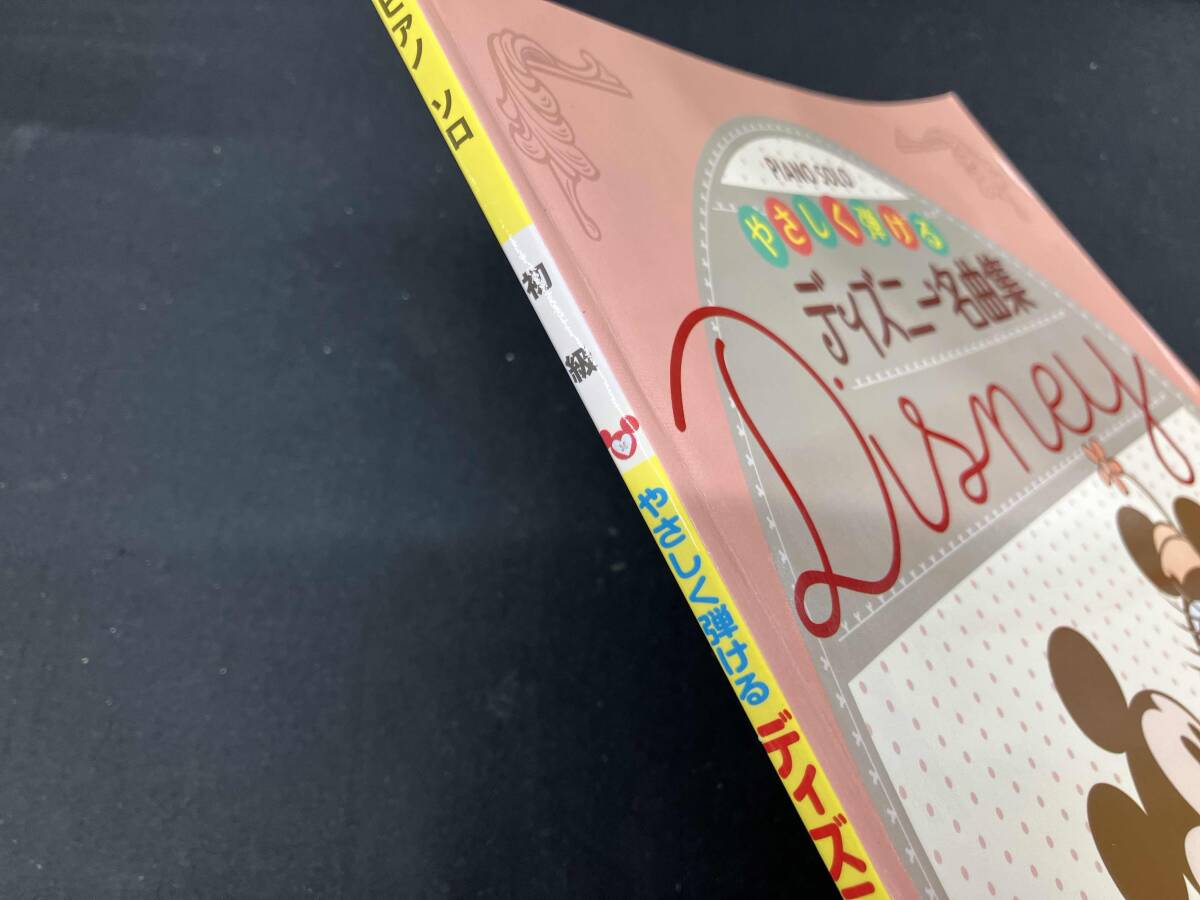 ピアノ ソロ
初級
やさしく弾ける ディズニ
PIANO SOLO
やさしく弾ける
ディズニー名曲集
Disney